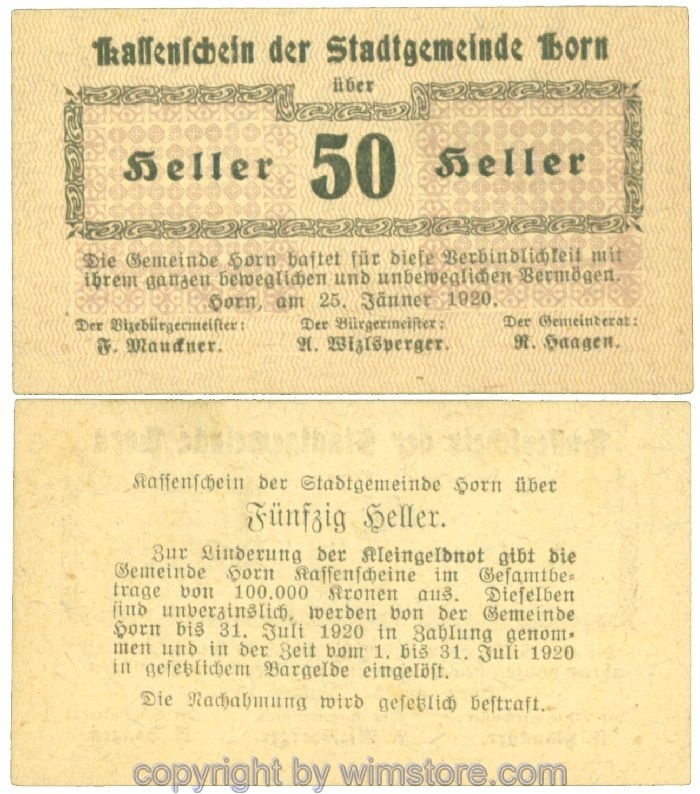 Kassenschein der Stadtgemeinde Horn
über
Heller 50 Heller
Die Gemeinde Horn haftet für diese Verbindlichkeit mit
ihrem ganzen beweglichen und unbeweglichen Vermögen.
Horn, am 25. Jänner 1920.
Der Vizebürgermeister: Der Bürgermeister: Der Gemeinderat:
F. Mauckner. A. Wizlsperger. R. Haagen.
Kassenschein der Stadtgemeinde Horn über
Fünfzig Heller.
Zur Linderung der Kleingeldnot gibt die
Gemeinde Horn Kassenscheine im Gesamtbe-
trage von 100.000 Kronen aus. Dieselben
sind unverzinslich, werden von der Gemeinde
Horn bis 31. Juli 1920 in Zahlung genom-
men und in der Zeit vom 1. bis 31. Juli 1920
in gesetzlichem Bargelde eingelöst.
Die Nachahmung wird gesetzlich bestraft.
copyright by wimstore.com